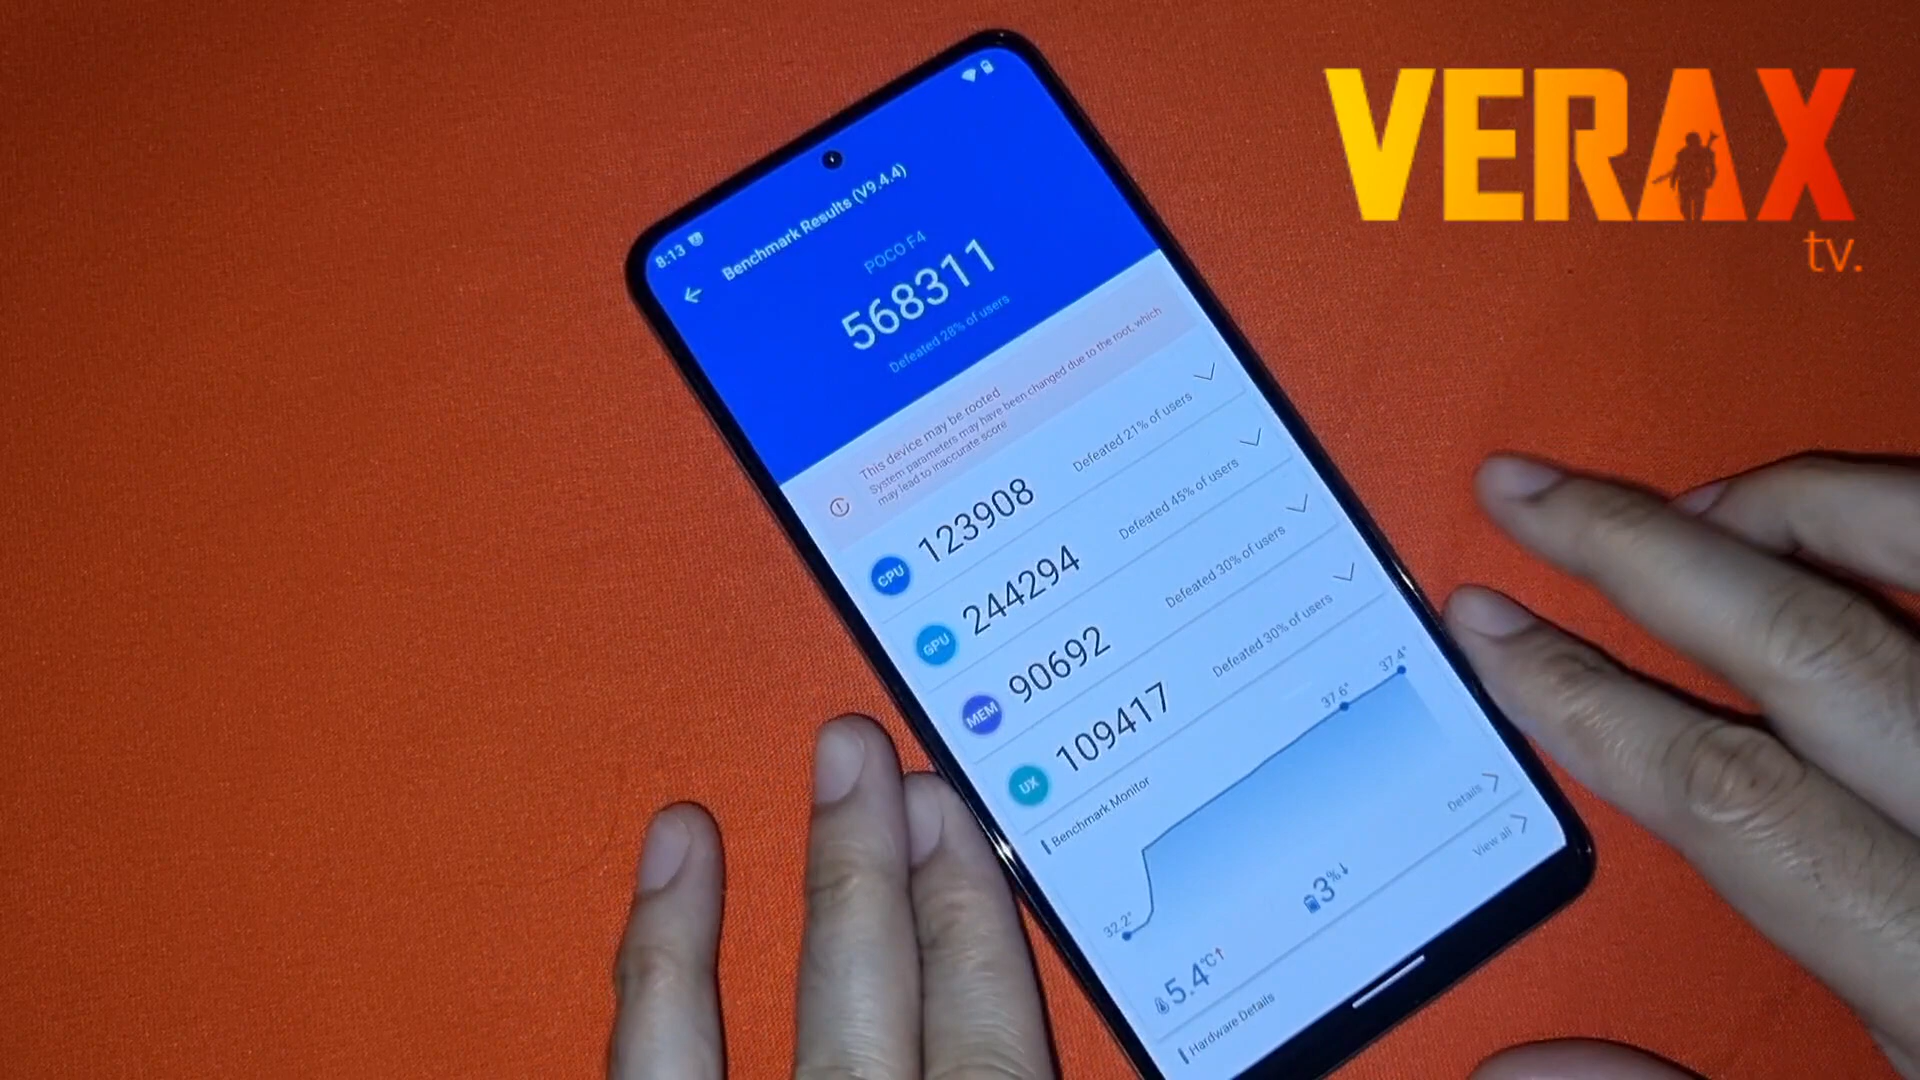 VERAX
tv.
8:13
Benchmark Results (V9.4.4)
POCO F4
568311
Defeated 28% of users
This device may be rooted
System parameters may have been changed due to the root, which
may lead to inaccurate score
CPU 123908 Defeated 21% of users
GPU 244294 Defeated 45% of users
MEM 90692 Defeated 30% of users
UX 109417 Defeated 30% of users
Benchmark Monitor
32.2° 37.6° 37.4°
5.4°C↑ 3%↓ Details
Hardware Details View all